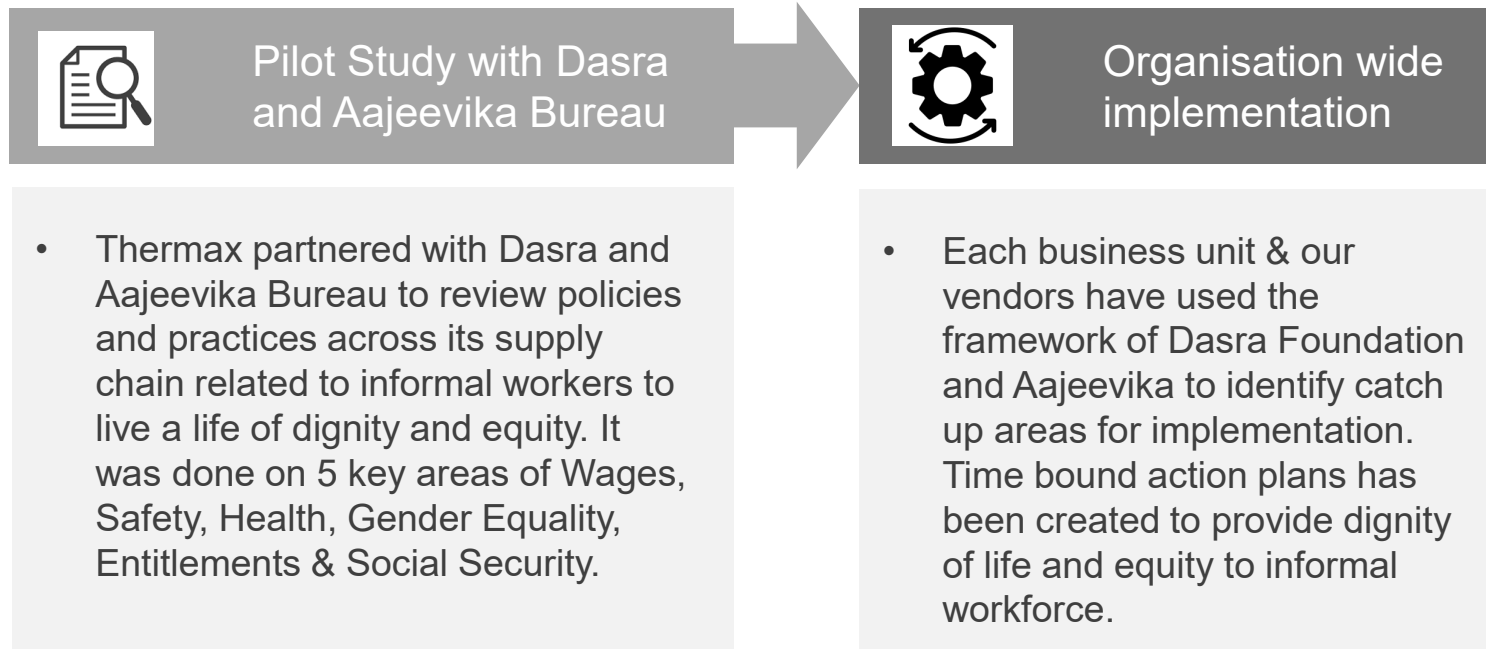 Pilot Study with Dasra
and Aajeevika Bureau
• Thermax partnered with Dasra and
Aajeevika Bureau to review policies
and practices across its supply
chain related to informal workers to
live a life of dignity and equity. It
was done on 5 key areas of Wages,
Safety, Health, Gender Equality,
Entitlements & Social Security.
Organisation wide
implementation
• Each business unit & our
vendors have used the
framework of Dasra Foundation
and Aajeevika to identify catch
up areas for implementation.
Time bound action plans has
been created to provide dignity
of life and equity to informal
workforce.